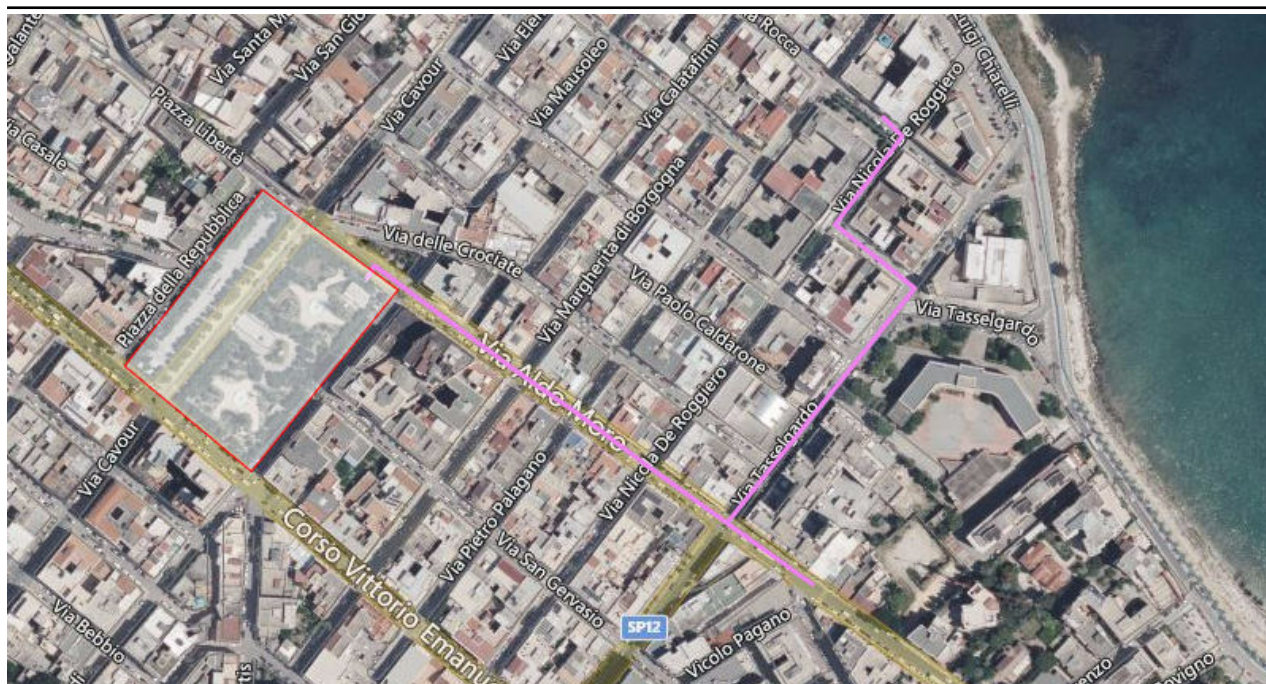 Via Santa M
Via San Gio
Via Elen
Via Rocca
Luigi Chiarelli
Via Cavour
Via Mausoleo
Via Calatafimi
Piazza Libertà
Via Casale
Via Nicola De Roggiero
Piazza della Repubblica
Via delle Crociate
Via Margherita di Borgogna
Via Paolo Caldarone
Via Tasselgardo
Via Aldo Moro
Via Cavour
Via Nicola De Roggiero
Via Tasselgardo
Via Pietro Palagano
Corso Vittorio Emanu
Via San Gervasio
SP12
Vicolo Pagano
Via Bebbio